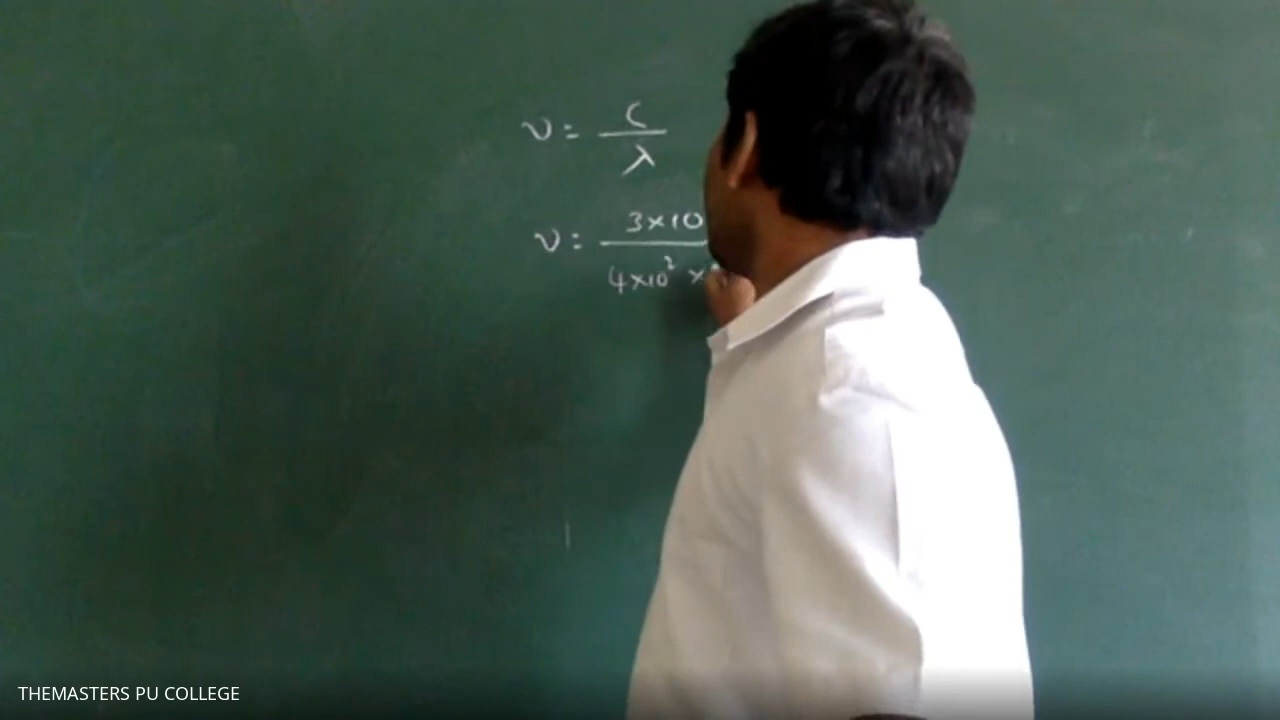 ν = c / λ
ν = 3×10 / 4×10² ×
THEMASTERS PU COLLEGE